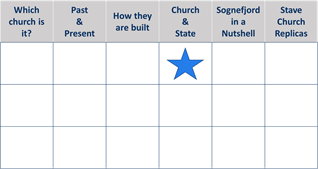 Which
church is
it?
Past
&
Present
How they
are built
Church
&
State
Sognefjord
in a
Nutshell
Stave
Church
Replicas